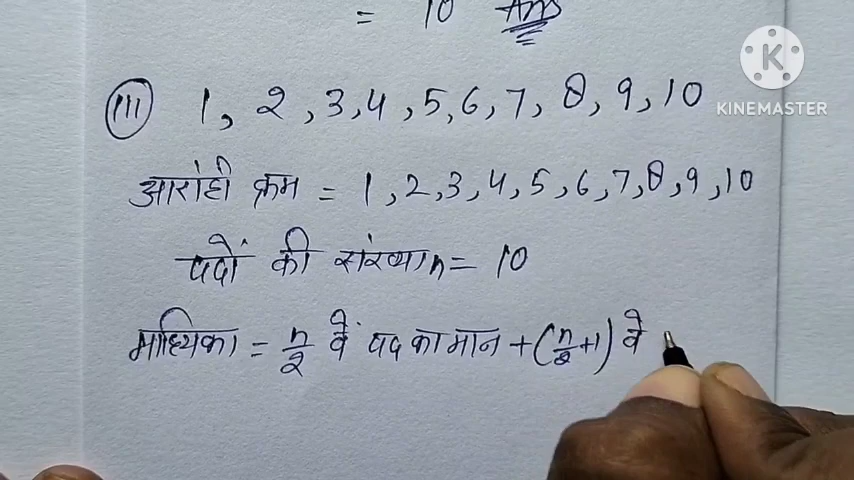 = 10 Ans
(III) 1, 2, 3, 4, 5, 6, 7, 8, 9, 10
KINEMASTER
आरोही क्रम = 1, 2, 3, 4, 5, 6, 7, 8, 9, 10
पदों की संख्या n = 10
माध्यिका = n/2 वें पद का मान + (n/2 + 1) वें